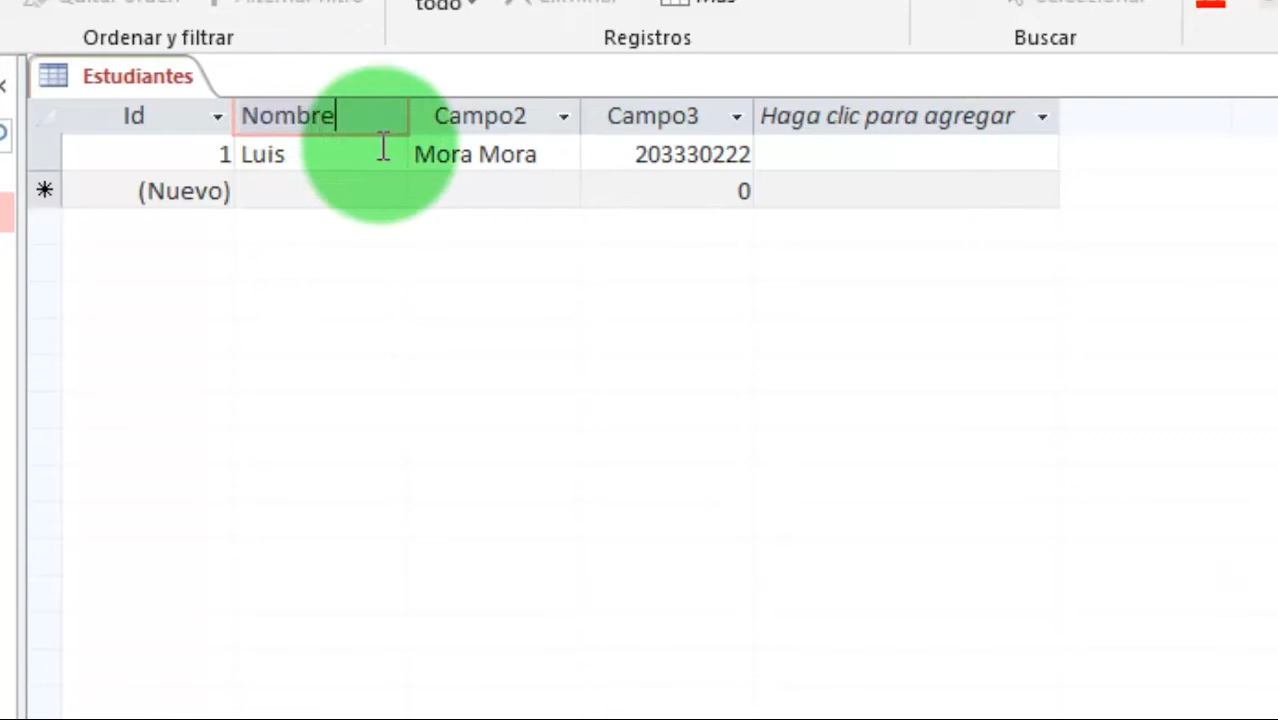 todo
Ordenar y filtrar Registros Buscar
Estudiantes
Id Nombre Campo2 Campo3 Haga clic para agregar
1 Luis Mora Mora 203330222
* (Nuevo) 0